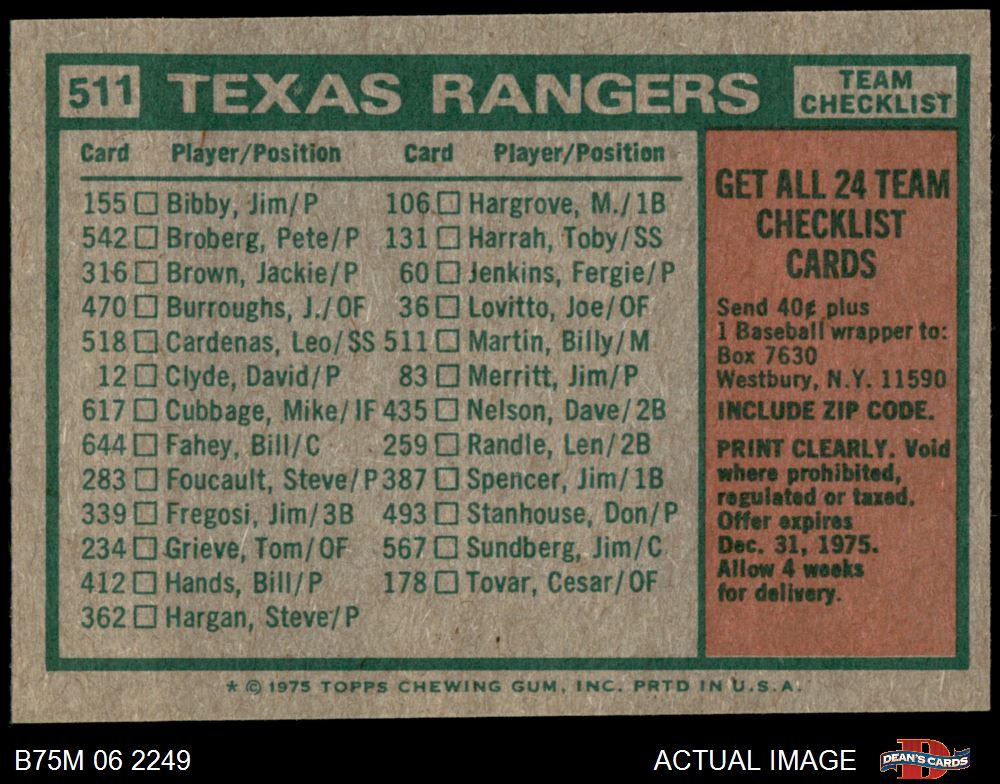 511 TEXAS RANGERS TEAM CHECKLIST
Card Player/Position Card Player/Position
155 Bibby, Jim/P 106 Hargrove, M./1B
542 Broberg, Pete/P 131 Harrah, Toby/SS
316 Brown, Jackie/P 60 Jenkins, Fergie/P
470 Burroughs, J./OF 36 Lovitto, Joe/OF
518 Cardenas, Leo/SS 511 Martin, Billy/M
12 Clyde, David/P 83 Merritt, Jim/P
617 Cubbage, Mike/IF 435 Nelson, Dave/2B
644 Fahey, Bill/C 259 Randle, Len/2B
283 Foucault, Steve/P 387 Spencer, Jim/1B
339 Fregosi, Jim/3B 493 Stanhouse, Don/P
234 Grieve, Tom/OF 567 Sundberg, Jim/C
412 Hands, Bill/P 178 Tovar, Cesar/OF
362 Hargan, Steve/P
GET ALL 24 TEAM
CHECKLIST
CARDS
Send 40¢ plus
1 Baseball wrapper to:
Box 7630
Westbury, N.Y. 11590
INCLUDE ZIP CODE.
PRINT CLEARLY. Void
where prohibited,
regulated or taxed.
Offer expires
Dec. 31, 1975.
Allow 4 weeks
for delivery.
* © 1975 TOPPS CHEWING GUM, INC. PRTD IN U.S.A.
B75M 06 2249 ACTUAL IMAGE D DEAN'S CARDS